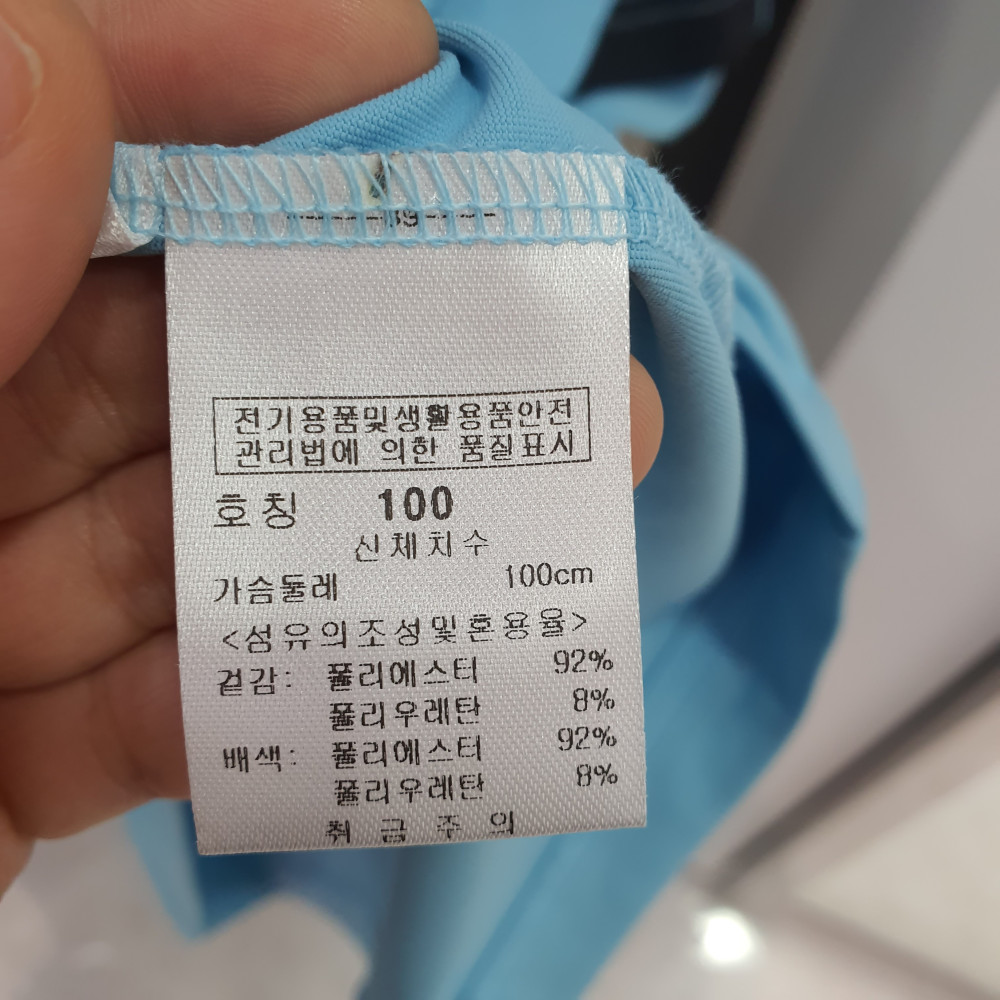 전기용품및생활용품안전
관리법에 의한 품질표시
호칭 100
신체치수
가슴둘레 100cm
<섬유의조성및혼용율>
겉감: 폴리에스터 92%
폴리우레탄 8%
배색: 폴리에스터 92%
폴리우레탄 8%
취급주의